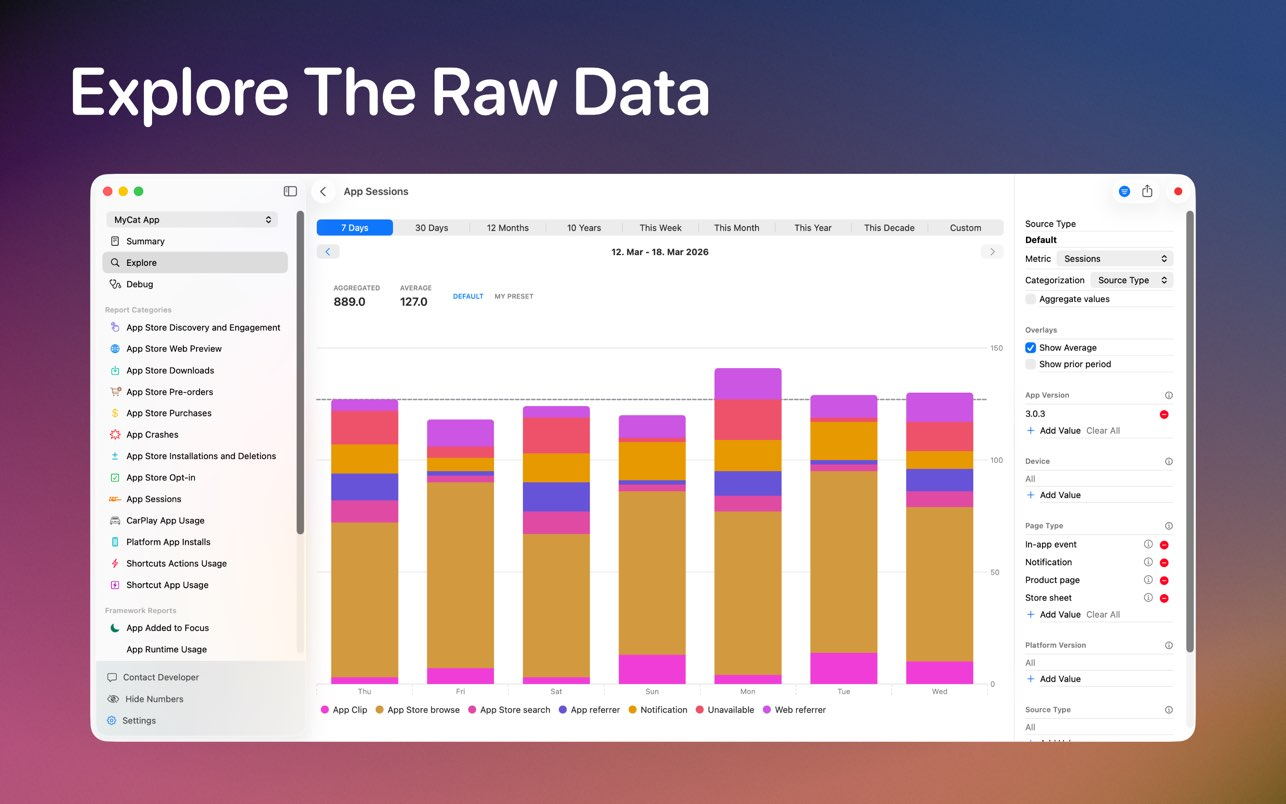 Explore The Raw Data
App Sessions
MyCat App
Summary
Explore
Debug
Report Categories
App Store Discovery and Engagement
App Store Web Preview
App Store Downloads
App Store Pre-orders
App Store Purchases
App Crashes
App Store Installations and Deletions
App Store Opt-in
App Sessions
CarPlay App Usage
Platform App Installs
Shortcuts Actions Usage
Shortcut App Usage
Framework Reports
App Added to Focus
App Runtime Usage
Contact Developer
Hide Numbers
Settings
7 Days 30 Days 12 Months 10 Years This Week This Month This Year This Decade Custom
12. Mar - 18. Mar 2026
AGGREGATED AVERAGE
889.0 127.0 DEFAULT MY PRESET
150
100
50
0
Thu Fri Sat Sun Mon Tue Wed
App Clip App Store browse App Store search App referrer Notification Unavailable Web referrer
Source Type
Default
Metric Sessions
Categorization Source Type
Aggregate values
Overlays
Show Average
Show prior period
App Version
3.0.3
+ Add Value Clear All
Device
All
+ Add Value
Page Type
In-app event
Notification
Product page
Store sheet
+ Add Value Clear All
Platform Version
All
+ Add Value
Source Type
All